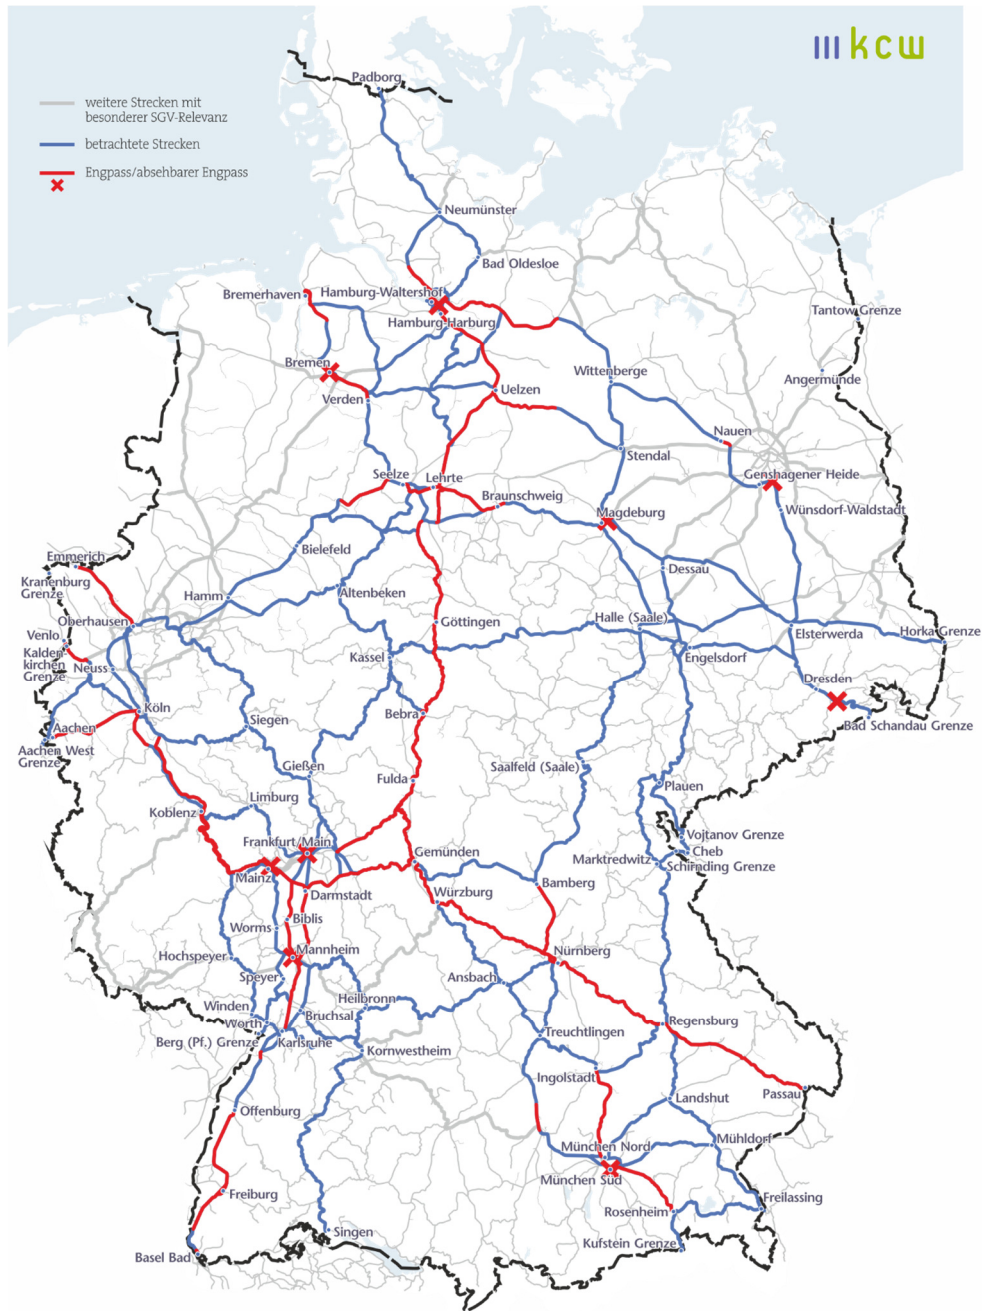 kcw
Padborg
weitere Strecken mit
besonderer SGV-Relevanz
betrachtete Strecken
Engpass/absehbarer Engpass
Neumünster
Bad Oldesloe
Bremerhaven
Hamburg-Waltershof
Tantow Grenze
Hamburg-Harburg
Bremen
Wittenberge
Angermünde
Verden
Uelzen
Nauen
Stendal
Seelze
Lehrte
Genshagener Heide
Braunschweig
Magdeburg
Wünsdorf-Waldstadt
Bielefeld
Emmerich
Kranenburg
Grenze
Dessau
Hamm
Altenbeken
Oberhausen
Göttingen
Halle (Saale)
Elsterwerda
Horka Grenze
Venlo
Kalden
kirchen
Grenze
Neuss
Kassel
Engelsdorf
Dresden
Köln
Bebra
Aachen
Siegen
Bad Schandau Grenze
Aachen West
Grenze
Gießen
Saalfeld (Saale)
Fulda
Plauen
Limburg
Koblenz
Vojtanov Grenze
Frankfurt/Main
Cheb
Gemünden
Marktredwitz
Schirnding Grenze
Mainz
Bamberg
Darmstadt
Würzburg
Biblis
Worms
Mannheim
Nürnberg
Hochspeyer
Speyer
Ansbach
Heilbronn
Winden
Bruchsal
Wörth
Regensburg
Treuchtlingen
Berg (Pf.) Grenze
Karlsruhe
Kornwestheim
Ingolstadt
Passau
Landshut
Offenburg
Mühldorf
München Nord
München Süd
Freiburg
Freilassing
Rosenheim
Singen
Kufstein Grenze
Basel Bad